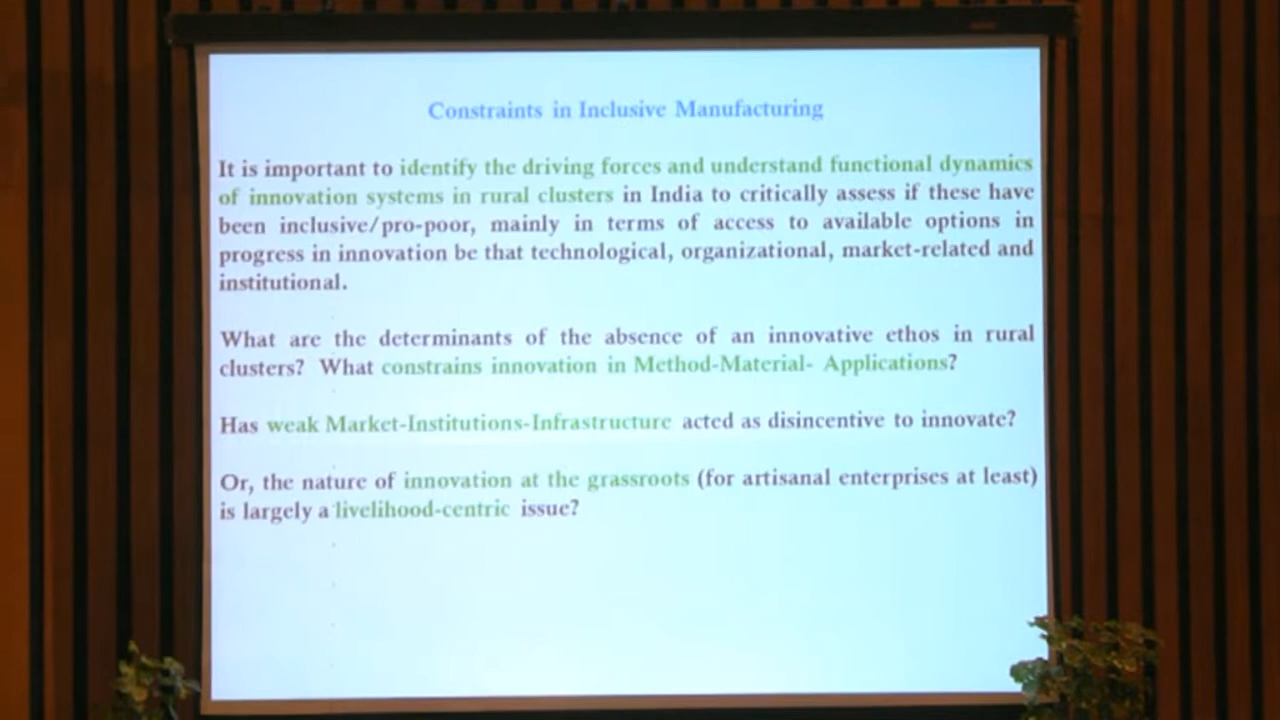 Constraints in Inclusive Manufacturing
It is important to identify the driving forces and understand functional dynamics
of innovation systems in rural clusters in India to critically assess if these have
been inclusive/pro-poor, mainly in terms of access to available options in
progress in innovation be that technological, organizational, market-related and
institutional.
What are the determinants of the absence of an innovative ethos in rural
clusters? What constrains innovation in Method-Material- Applications?
Has weak Market-Institutions-Infrastructure acted as disincentive to innovate?
Or, the nature of innovation at the grassroots (for artisanal enterprises at least)
is largely a livelihood-centric issue?